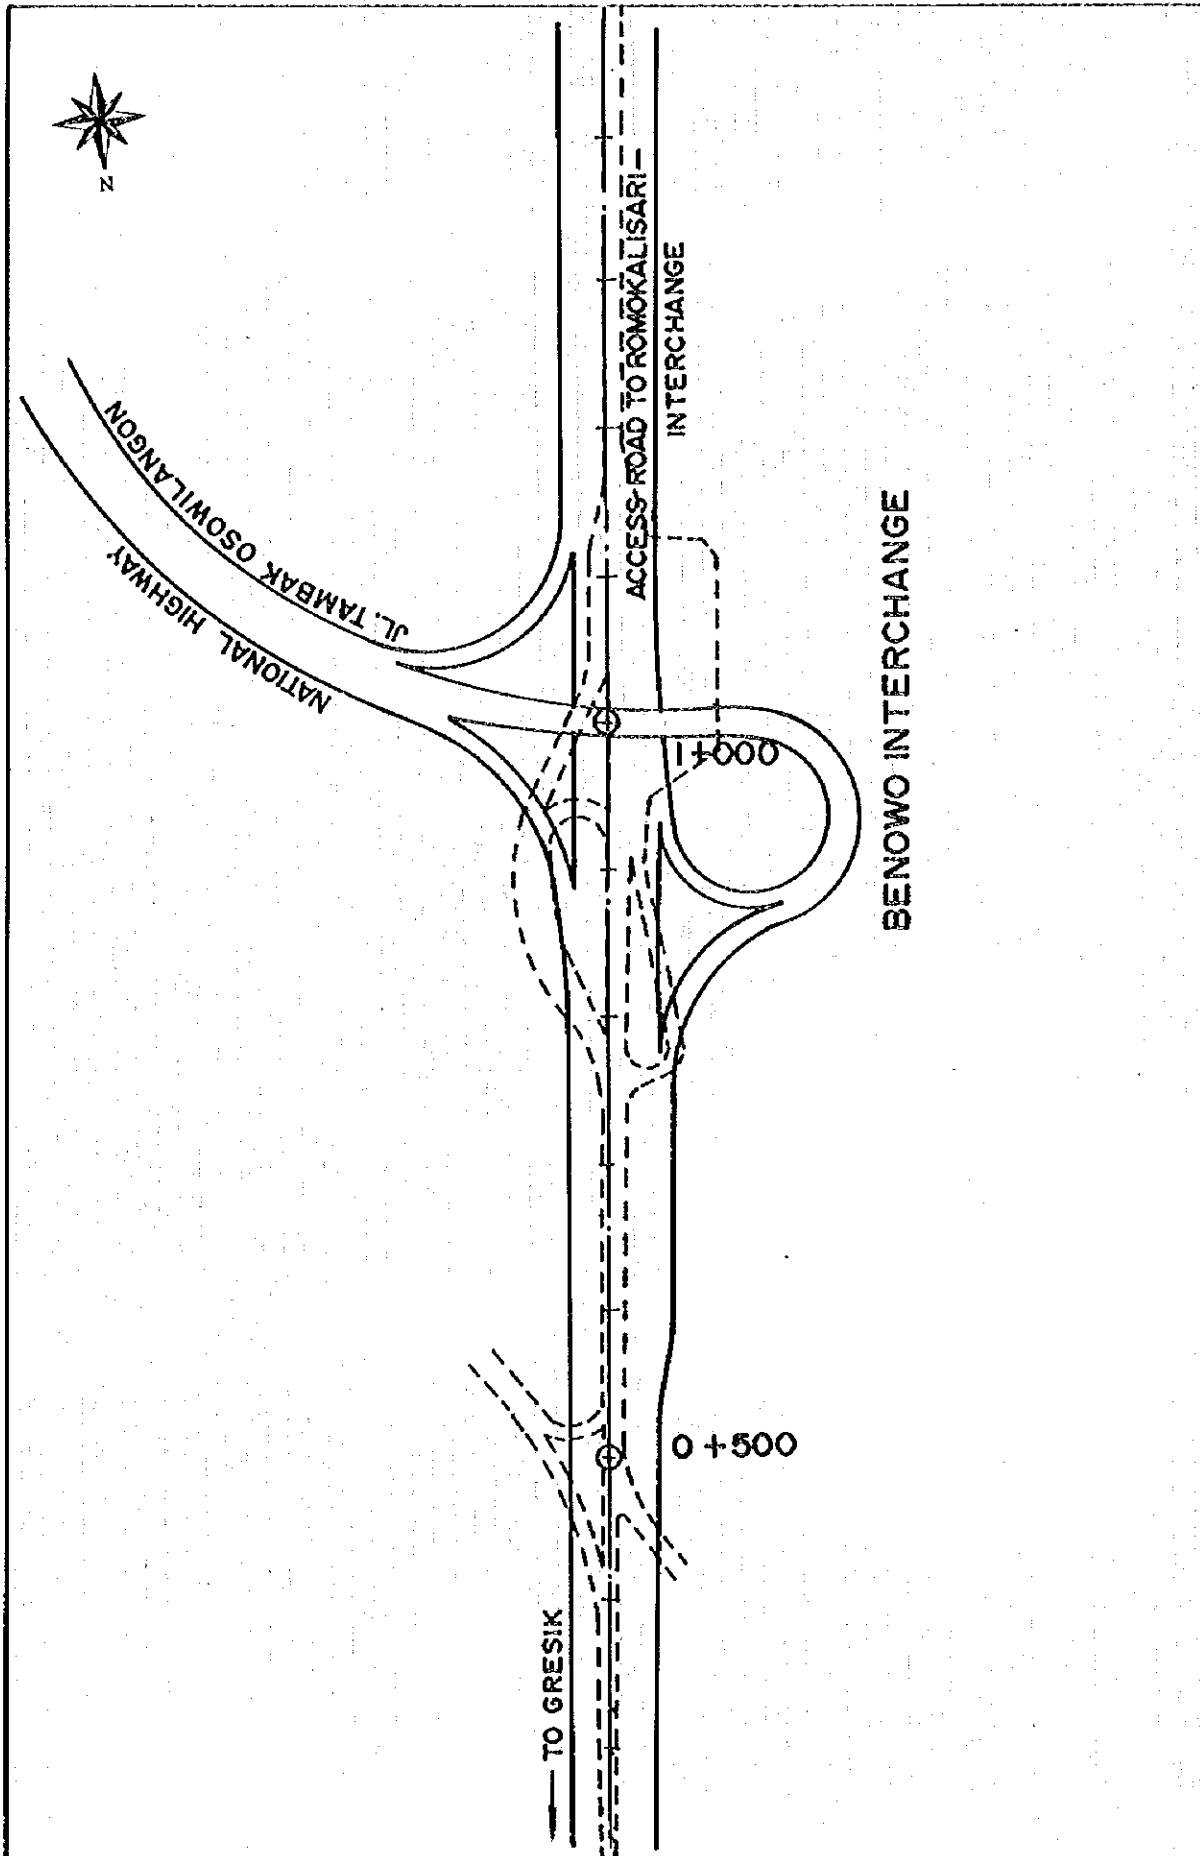 N
ACCESS ROAD TO ROMOKALISARI
INTERCHANGE
JL. TAMBAK OSOWILANGON
NATIONAL HIGHWAY
1+000
BENOWO INTERCHANGE
0+500
TO GRESIK